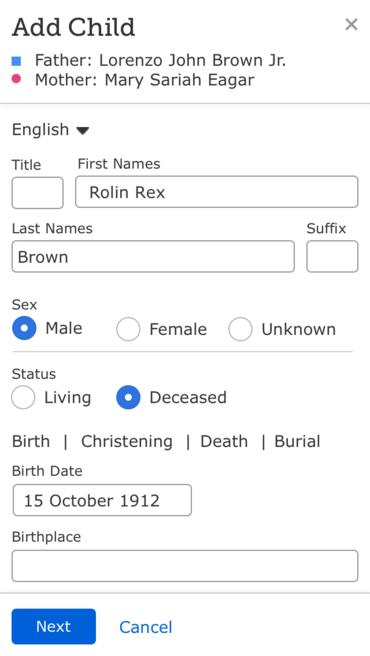 Add Child
Father: Lorenzo John Brown Jr.
Mother: Mary Sariah Eagar
English
Title First Names
Rolin Rex
Last Names Suffix
Brown
Sex
Male Female Unknown
Status
Living Deceased
Birth | Christening | Death | Burial
Birth Date
15 October 1912
Birthplace
Next Cancel